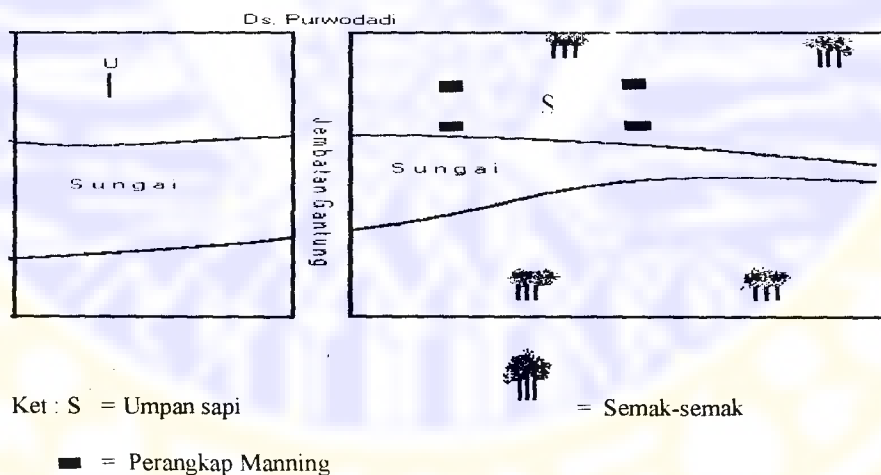 Ds. Purwodadi
U
Jembatan Gantung
S
Sungai
Sungai
Ket : S = Umpan sapi
= Semak-semak
= Perangkap Manning